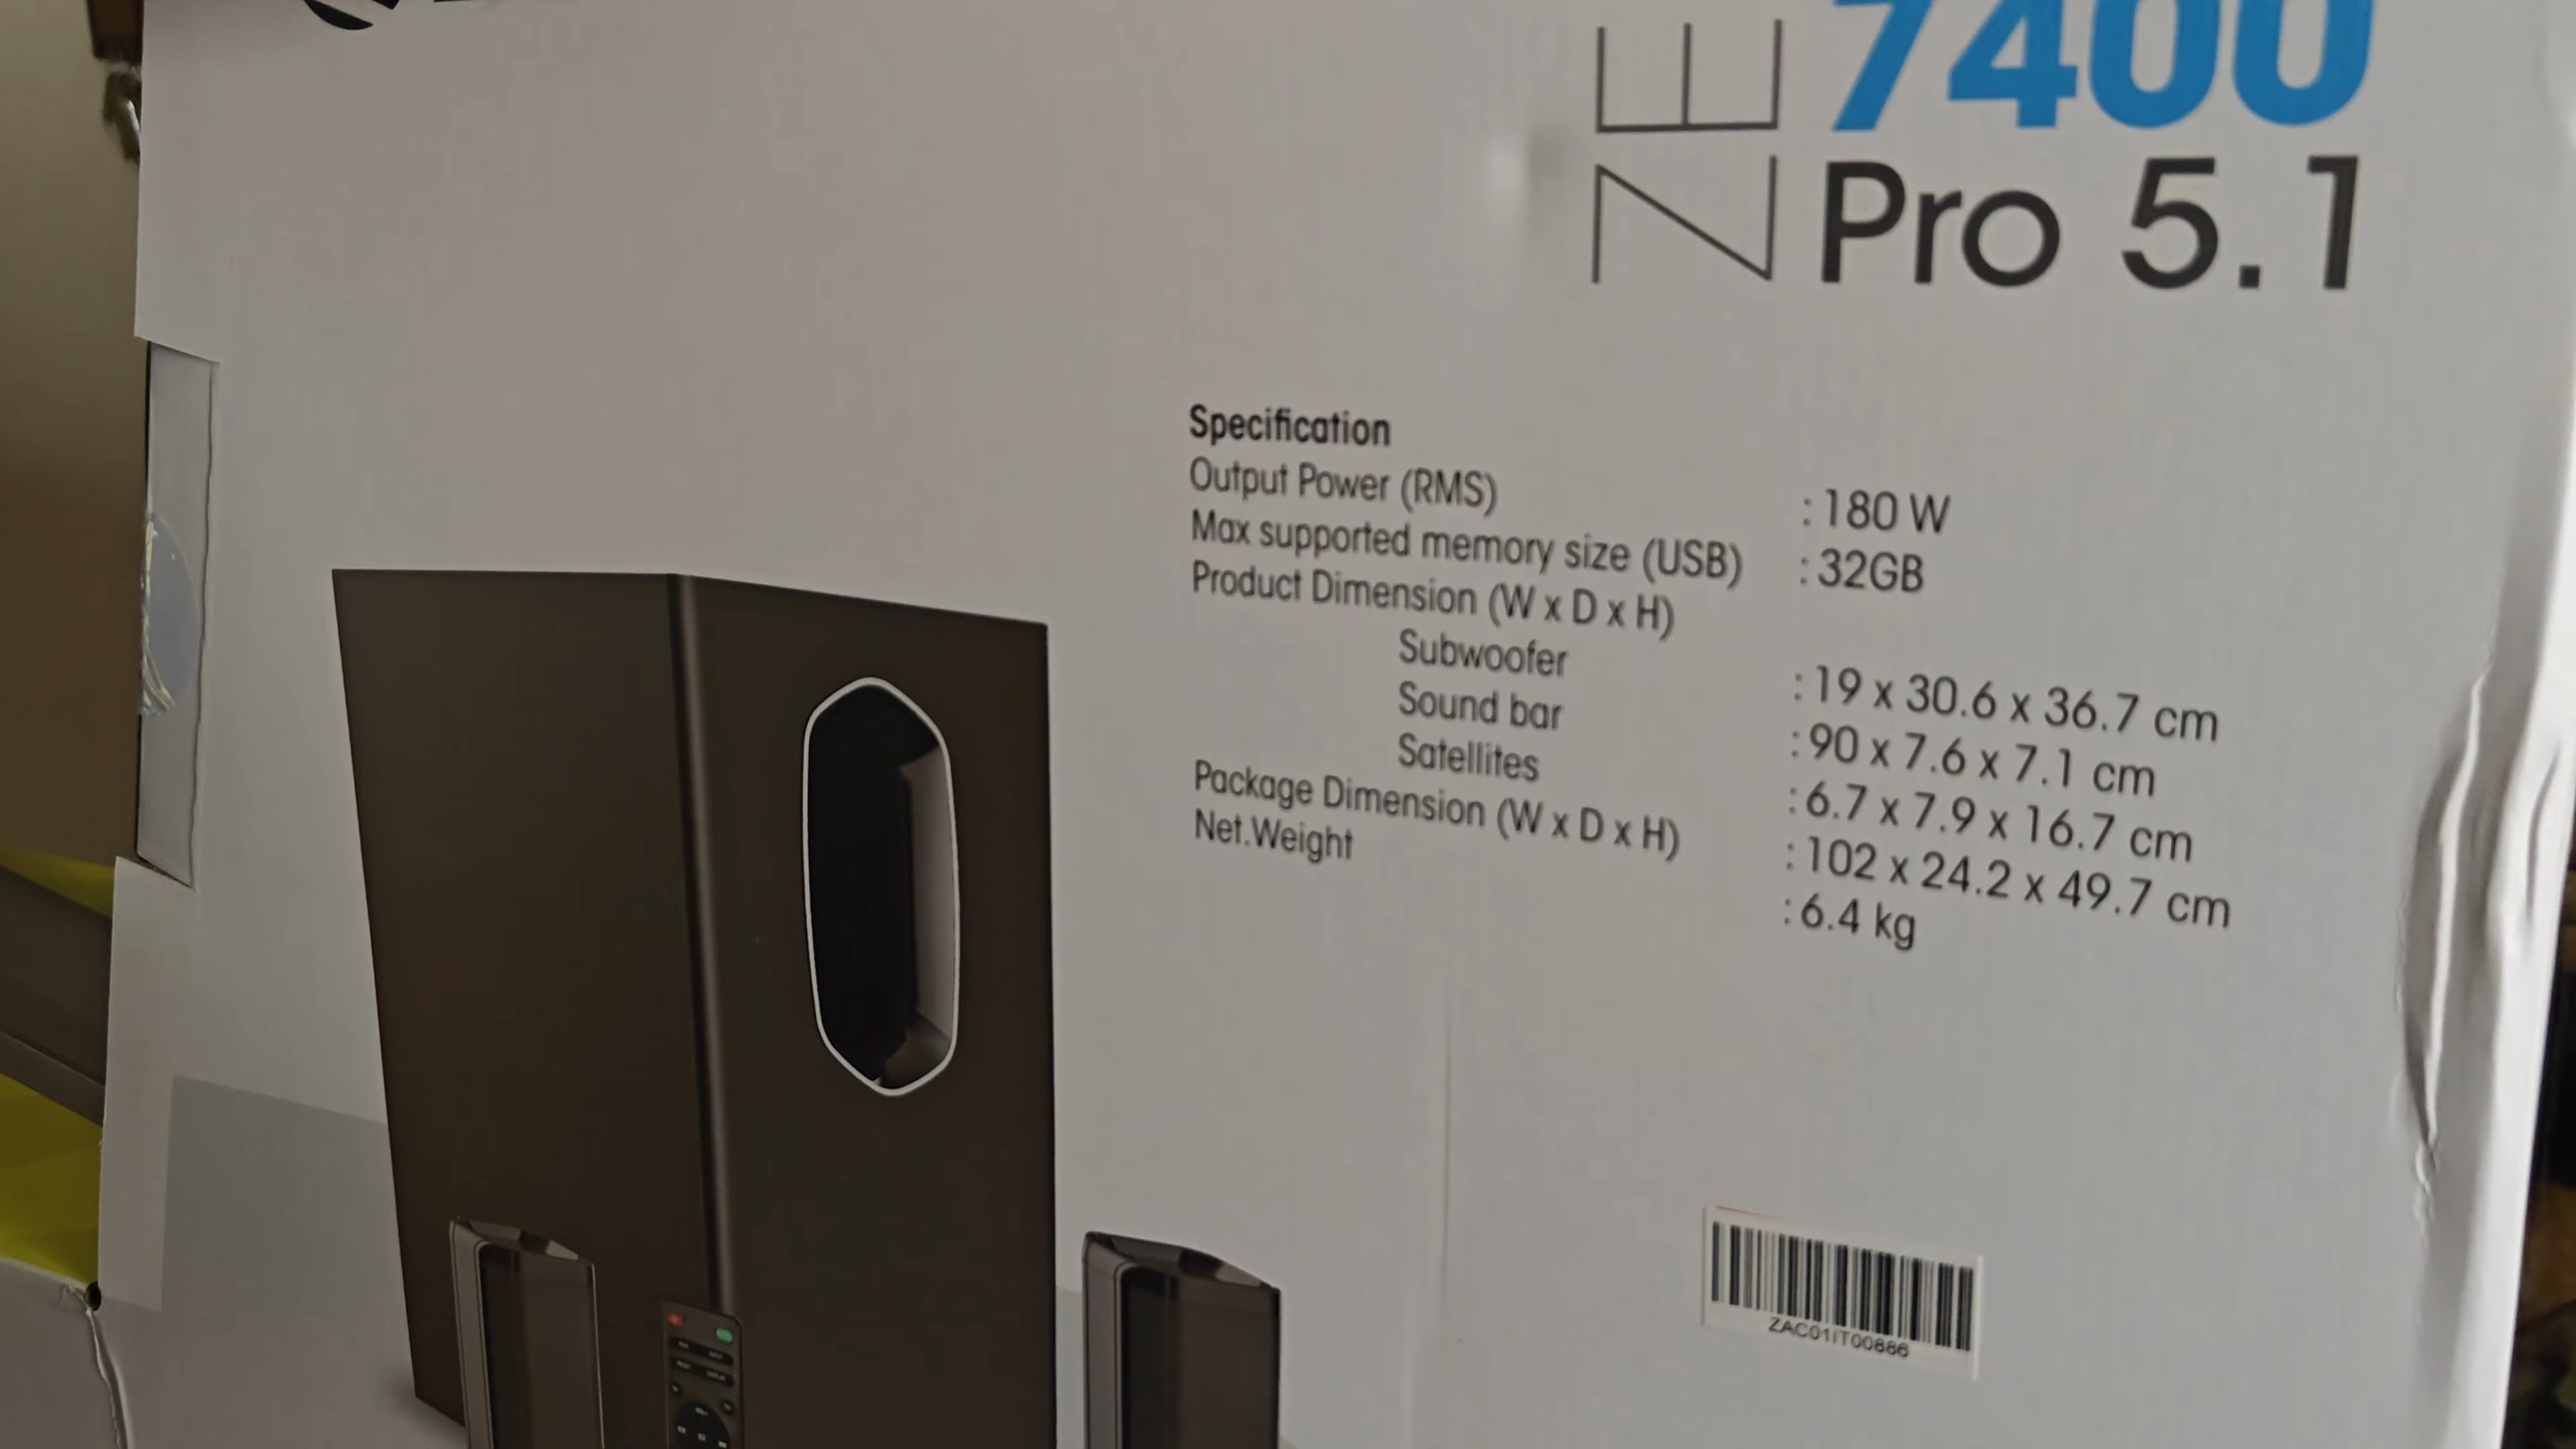 7400
Pro 5.1
Specification
Output Power (RMS) : 180 W
Max supported memory size (USB) : 32GB
Product Dimension (W x D x H)
Subwoofer : 19 x 30.6 x 36.7 cm
Sound bar : 90 x 7.6 x 7.1 cm
Satellites : 6.7 x 7.9 x 16.7 cm
Package Dimension (W x D x H) : 102 x 24.2 x 49.7 cm
Net.Weight : 6.4 kg
ZAC01IT00886